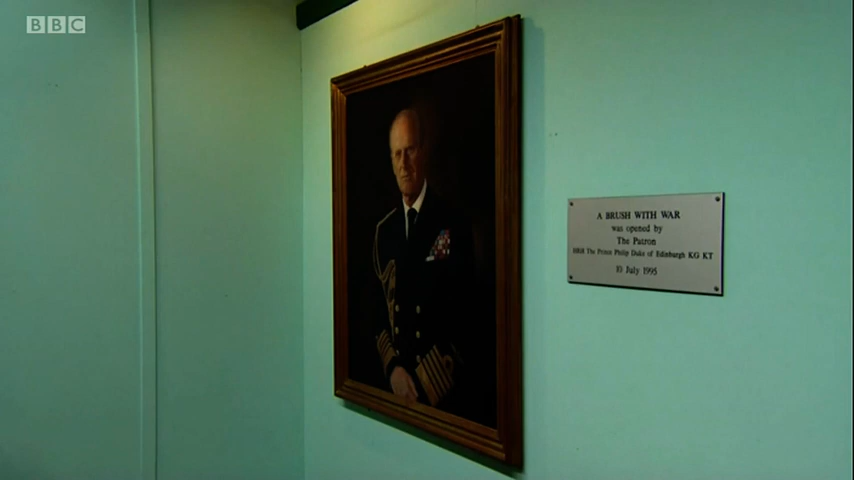 BBC
A BRUSH WITH WAR
was opened by
The Patron
HRH The Prince Philip Duke of Edinburgh KG KT
10 July 1995